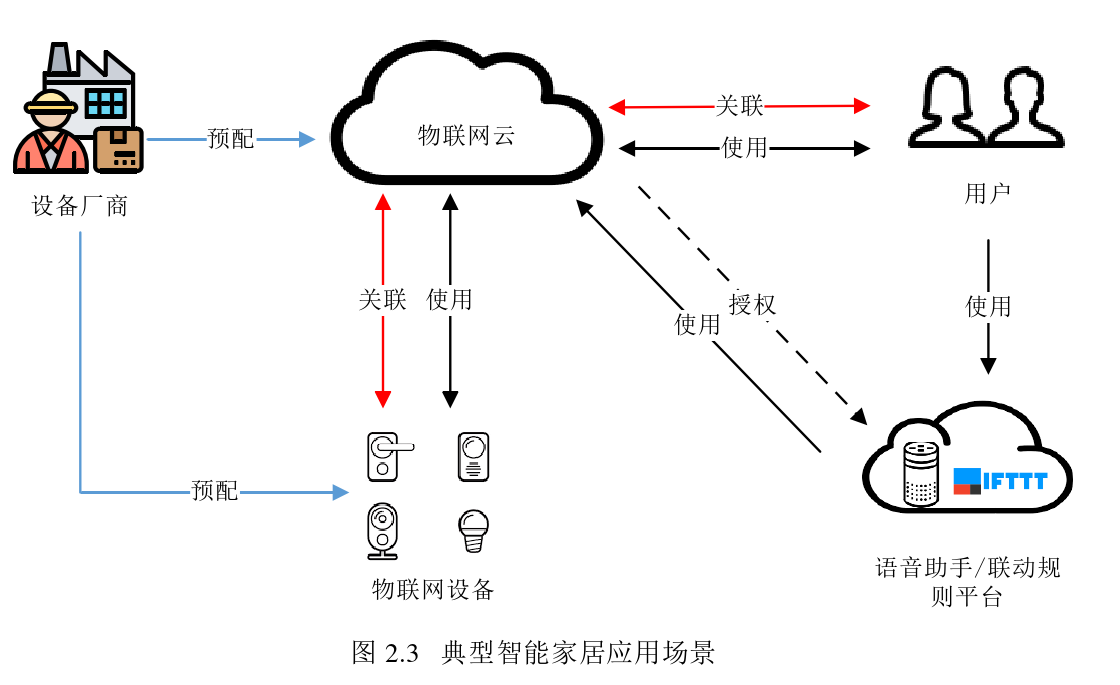 关联
预配
物联网云
使用
设备厂商
用户
关联
使用
授权
使用
使用
预配
IFTTT
物联网设备
语音助手/联动规
则平台
图 2.3 典型智能家居应用场景